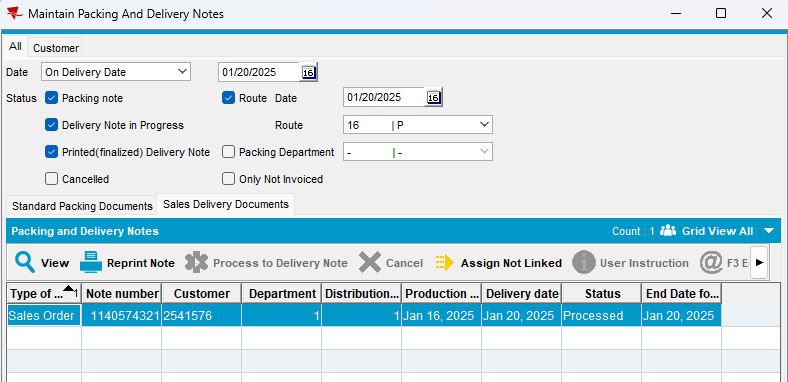 Maintain Packing And Delivery Notes
All Customer
Date On Delivery Date 01/20/2025 16
Status Packing note Route Date 01/20/2025 16
Delivery Note in Progress Route 16 | P
Printed(finalized) Delivery Note Packing Department - | -
Cancelled Only Not Invoiced
Standard Packing Documents Sales Delivery Documents
Packing and Delivery Notes Count : 1 Grid View All
View Reprint Note Process to Delivery Note Cancel Assign Not Linked User Instruction @ F3 E
Type of ... 1 Note number Customer Department Distribution... Production ... Delivery date Status End Date fo...
Sales Order 1140574321 2541576 1 1 Jan 16, 2025 Jan 20, 2025 Processed Jan 20, 2025